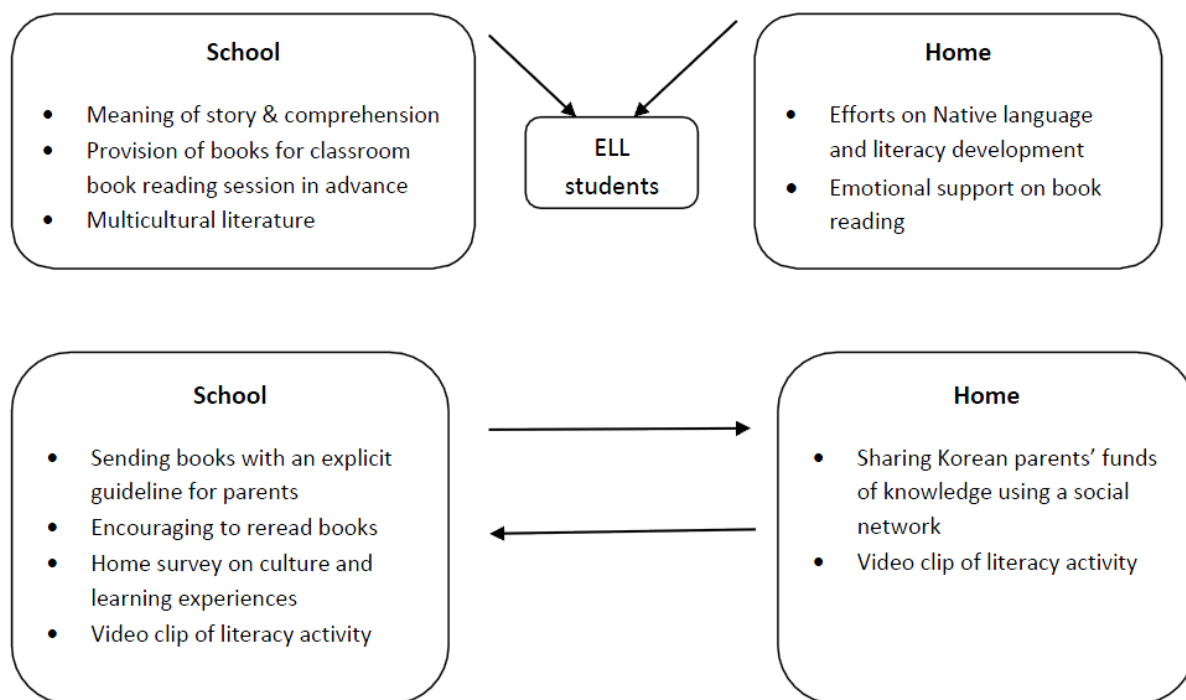 School
• Meaning of story & comprehension
• Provision of books for classroom
book reading session in advance
• Multicultural literature
ELL
students
Home
• Efforts on Native language
and literacy development
• Emotional support on book
reading
School
• Sending books with an explicit
guideline for parents
• Encouraging to reread books
• Home survey on culture and
learning experiences
• Video clip of literacy activity
Home
• Sharing Korean parents’ funds
of knowledge using a social
network
• Video clip of literacy activity